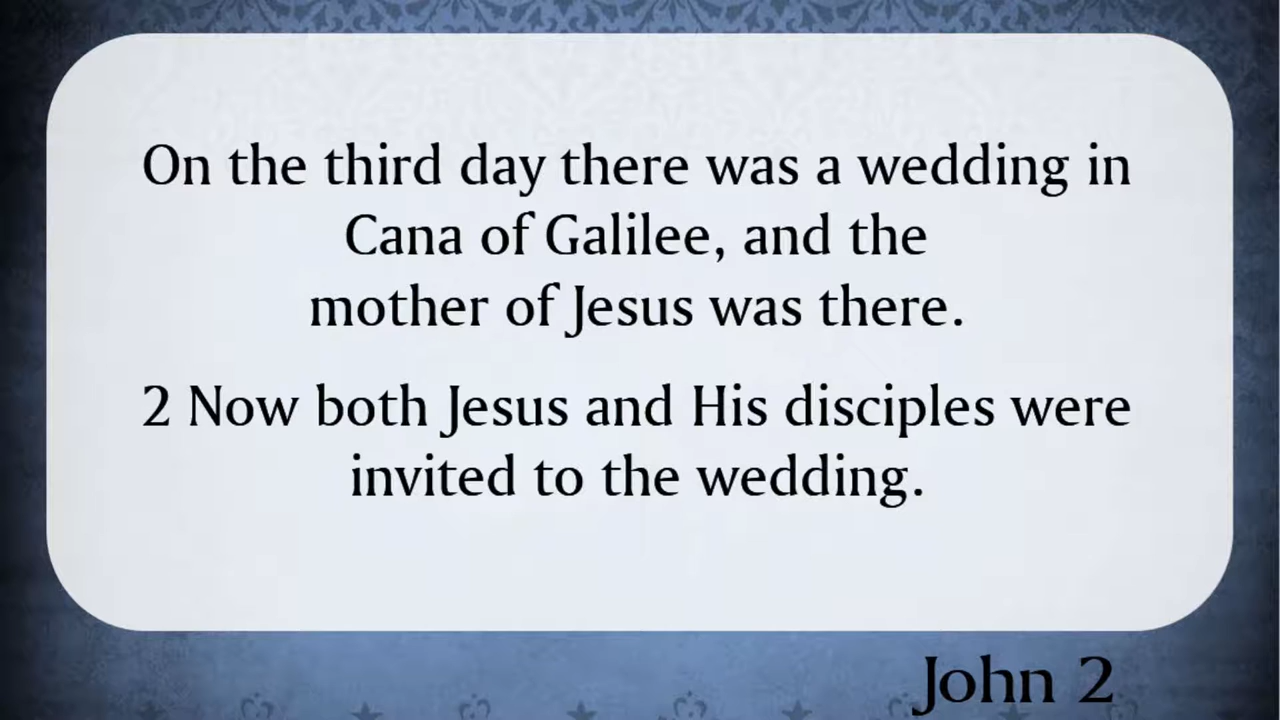 On the third day there was a wedding in
Cana of Galilee, and the
mother of Jesus was there.
2 Now both Jesus and His disciples were
invited to the wedding.
John 2